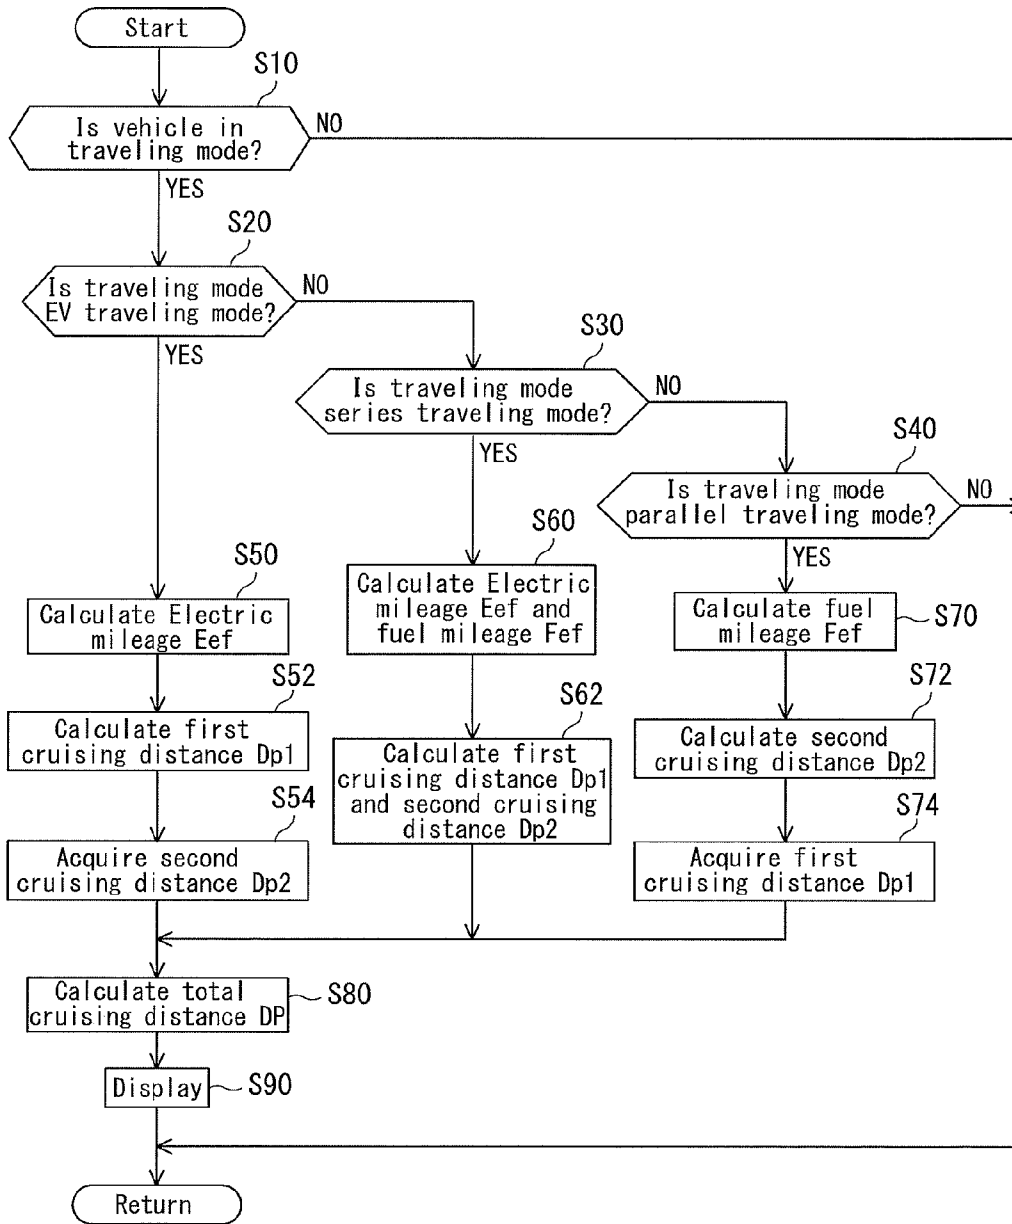 Start
S10
Is vehicle in
traveling mode?
NO
YES
S20
Is traveling mode
EV traveling mode?
NO
YES
S30
Is traveling mode
series traveling mode?
NO
YES
S40
Is traveling mode
parallel traveling mode?
NO
YES
S50
Calculate Electric
mileage Eef
S60
Calculate Electric
mileage Eef and
fuel mileage Fef
Calculate fuel
mileage Fef
S70
S52
Calculate first
cruising distance Dp1
S62
Calculate first
cruising distance Dp1
and second cruising
distance Dp2
S72
Calculate second
cruising distance Dp2
S54
Acquire second
cruising distance Dp2
S74
Acquire first
cruising distance Dp1
Calculate total
cruising distance DP
S80
Display
S90
Return